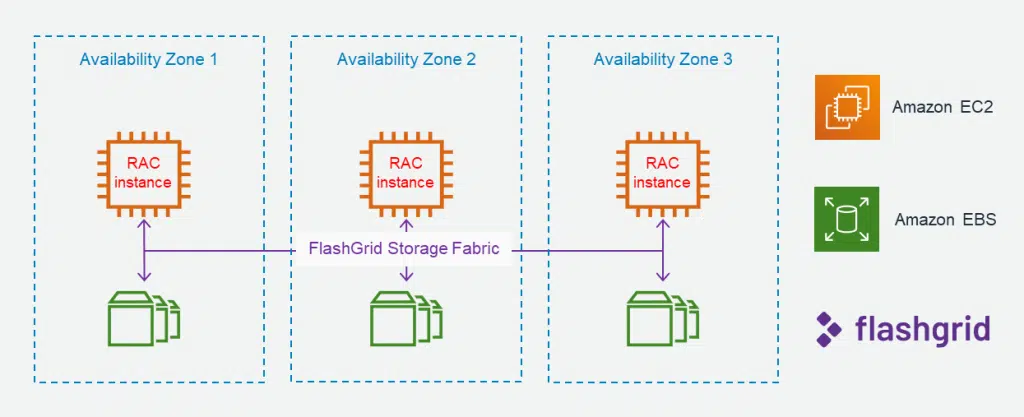 Availability Zone 1
Availability Zone 2
Availability Zone 3
RAC
instance
RAC
instance
RAC
instance
FlashGrid Storage Fabric
Amazon EC2
Amazon EBS
flashgrid